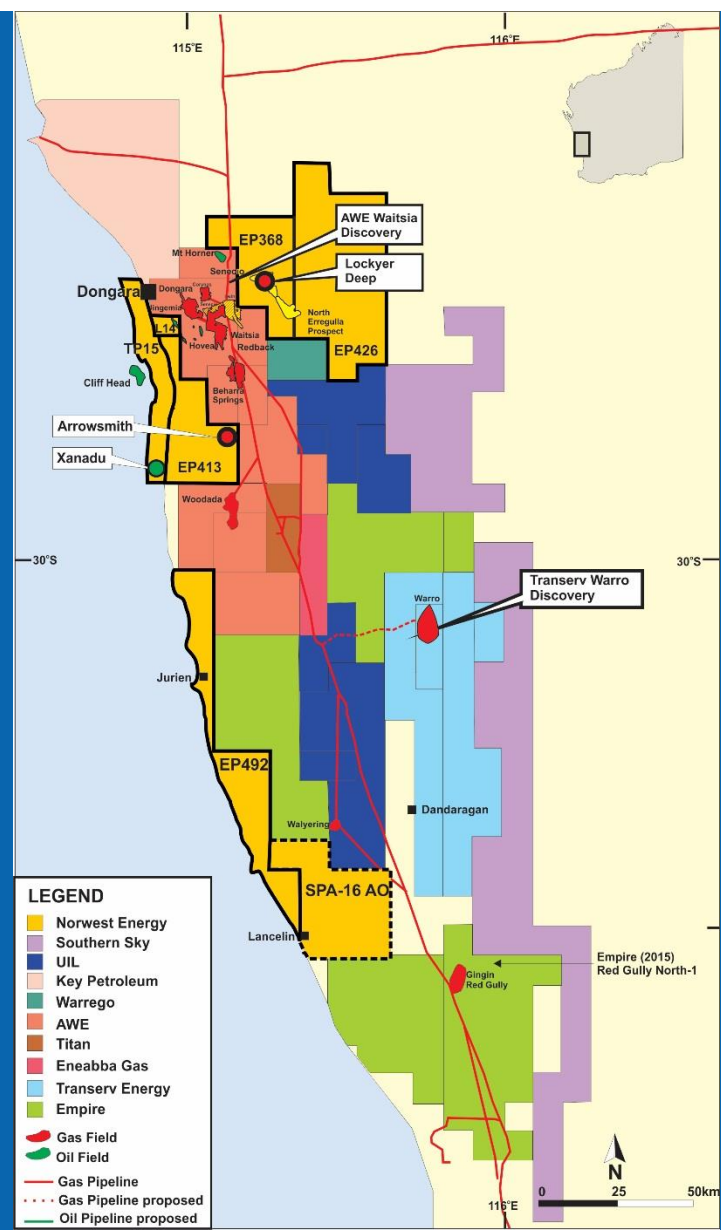 115°E
116°E
AWE Waitsia
Discovery
EP368
Mt Horner
Senecio
Lockyer
Deep
Dongara
Dongara
Corybas
North
Erregulla
Prospect
L14
Hovea
Waitsia
Redback
TP15
EP426
Cliff Head
Beharra
Springs
Arrowsmith
Xanadu
EP413
Woodada
30°S
30°S
Transerv Warro
Discovery
Warro
Jurien
EP492
Dandaragan
Walyering
SPA-16 AO
Lancelin
Gingin
Red Gully
Empire (2015)
Red Gully North-1
LEGEND
Norwest Energy
Southern Sky
UIL
Key Petroleum
Warrego
AWE
Titan
Eneabba Gas
Transerv Energy
Empire
Gas Field
Oil Field
Gas Pipeline
Gas Pipeline proposed
Oil Pipeline proposed
N
0 25 50km
116°E